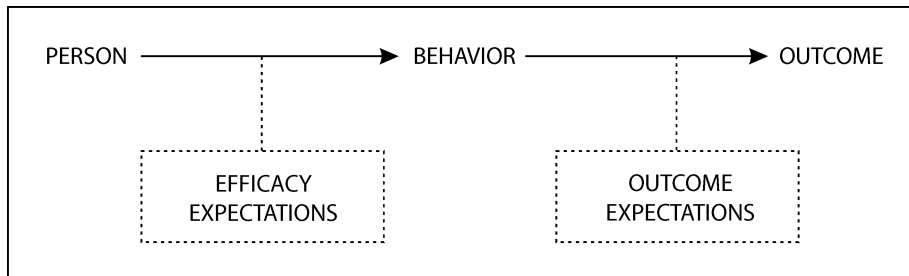 PERSON BEHAVIOR OUTCOME
EFFICACY
EXPECTATIONS
OUTCOME
EXPECTATIONS